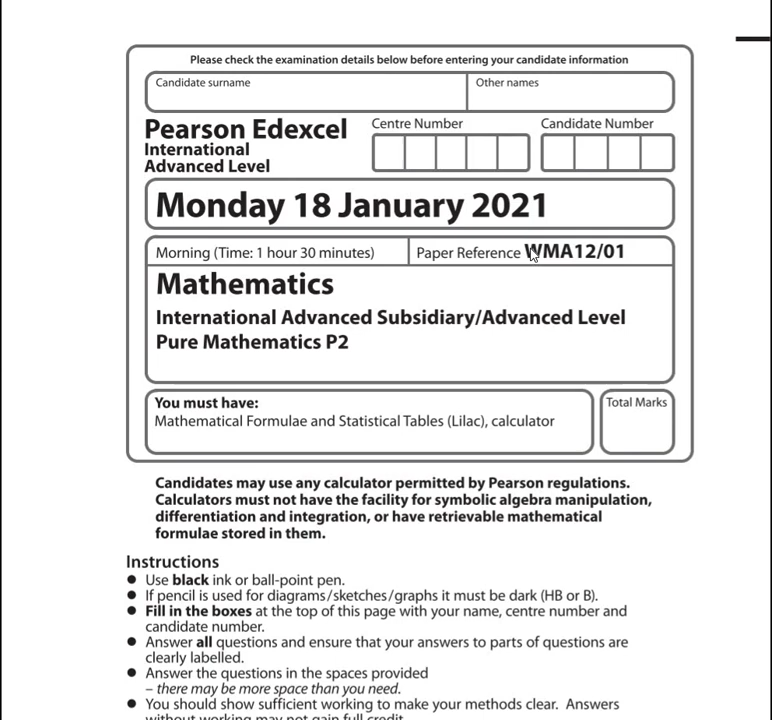 Please check the examination details below before entering your candidate information
Candidate surname
Other names
Pearson Edexcel
International
Advanced Level
Centre Number
Candidate Number
Monday 18 January 2021
Morning (Time: 1 hour 30 minutes)
Paper Reference WMA12/01
Mathematics
International Advanced Subsidiary/Advanced Level
Pure Mathematics P2
You must have:
Mathematical Formulae and Statistical Tables (Lilac), calculator
Total Marks
Candidates may use any calculator permitted by Pearson regulations.
Calculators must not have the facility for symbolic algebra manipulation,
differentiation and integration, or have retrievable mathematical
formulae stored in them.
Instructions
● Use black ink or ball-point pen.
● If pencil is used for diagrams/sketches/graphs it must be dark (HB or B).
● Fill in the boxes at the top of this page with your name, centre number and
candidate number.
● Answer all questions and ensure that your answers to parts of questions are
clearly labelled.
● Answer the questions in the spaces provided
– there may be more space than you need.
● You should show sufficient working to make your methods clear. Answers
without working may not gain full credit.